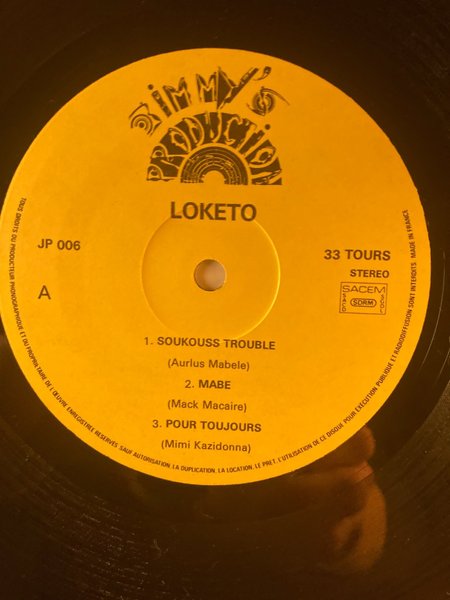 JIMMY'S
PRODUCTION
LOKETO
JP 006
33 TOURS
STEREO
A
SACEM
SACD SDRM SGDL
1. SOUKOUSS TROUBLE
(Aurlus Mabele)
2. MABE
(Mack Macaire)
3. POUR TOUJOURS
(Mimi Kazidonna)
TOUS DROITS DU PRODUCTEUR PHONOGRAPHIQUE ET DU PROPRIETAIRE DE L'ŒUVRE ENREGISTREE RESERVES. SAUF AUTORISATION, LA DUPLICATION, LA LOCATION, LE PRET, L'UTILISATION DE CE DISQUE POUR EXECUTION PUBLIQUE ET RADIODIFFUSION SONT INTERDITS. MADE IN FRANCE